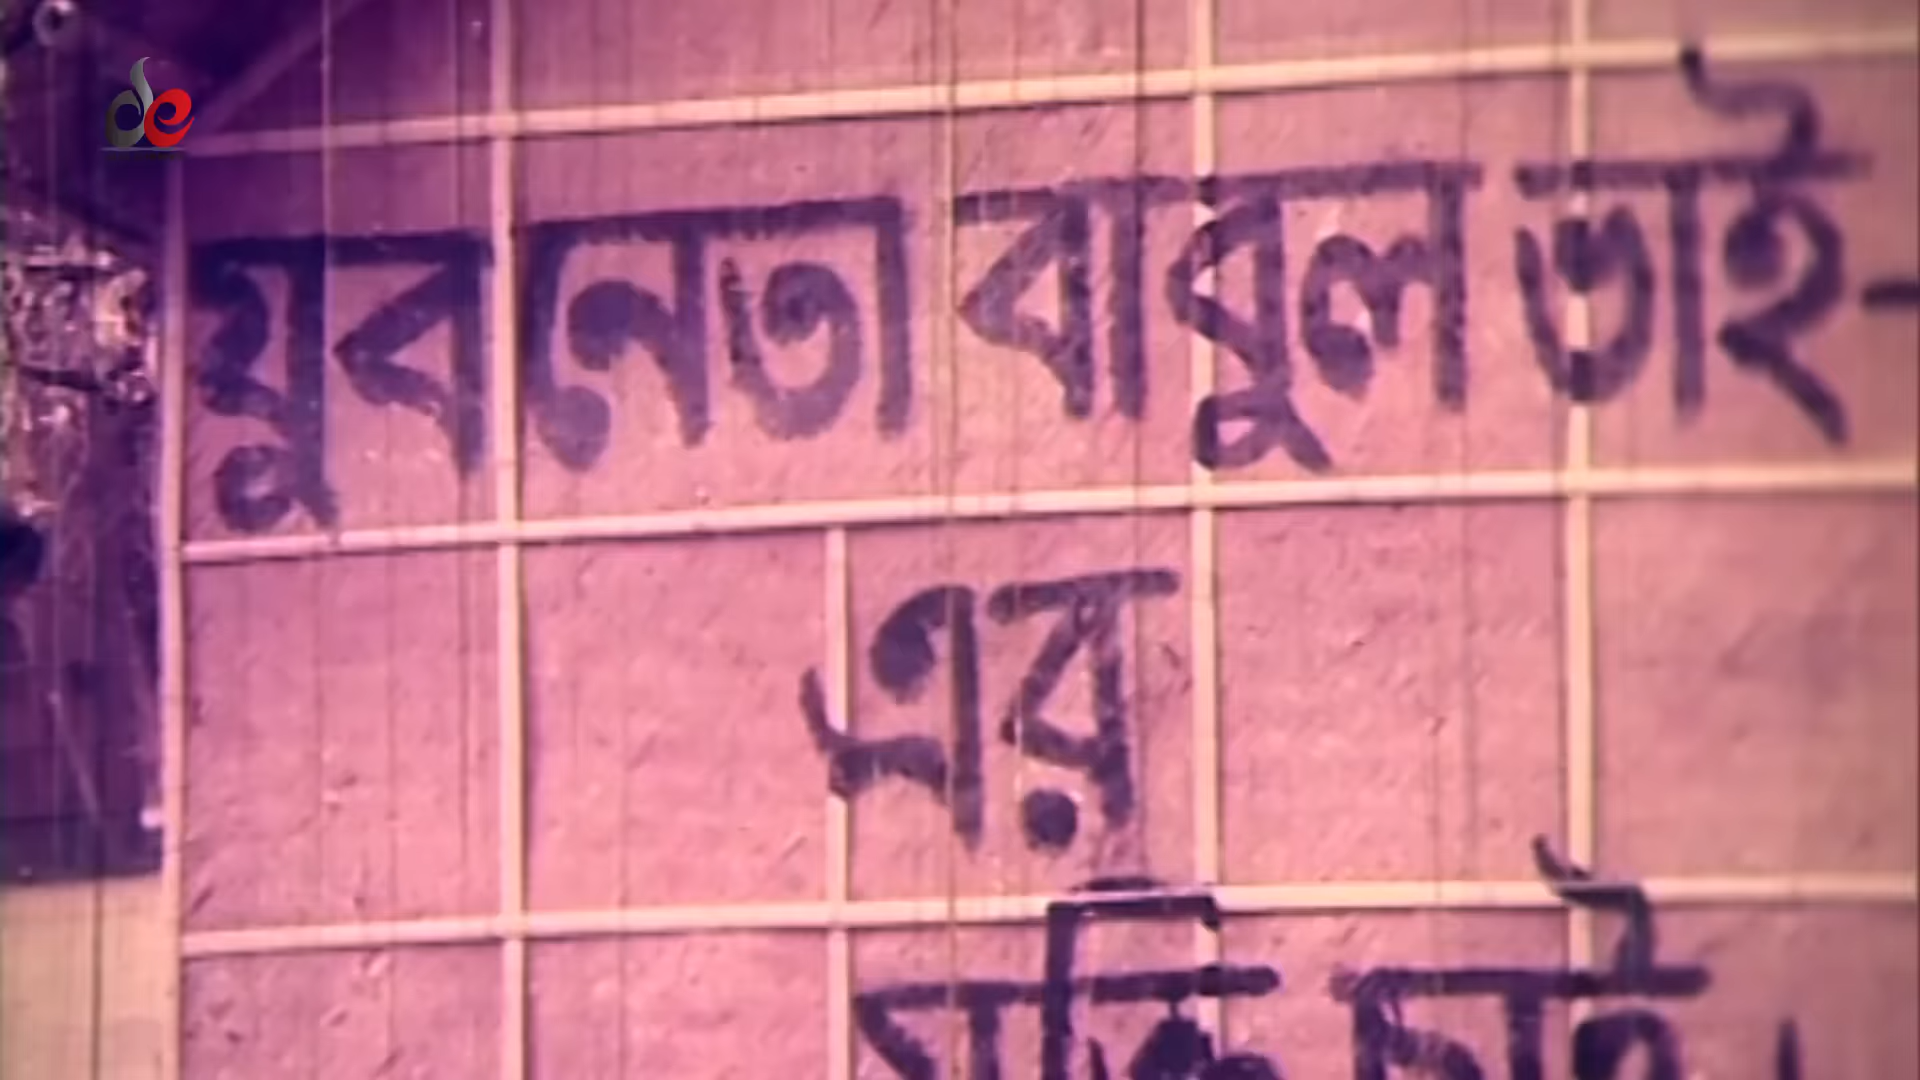 যুবনেতা বাবুল ভাই-
এর
মুক্তি চাই।